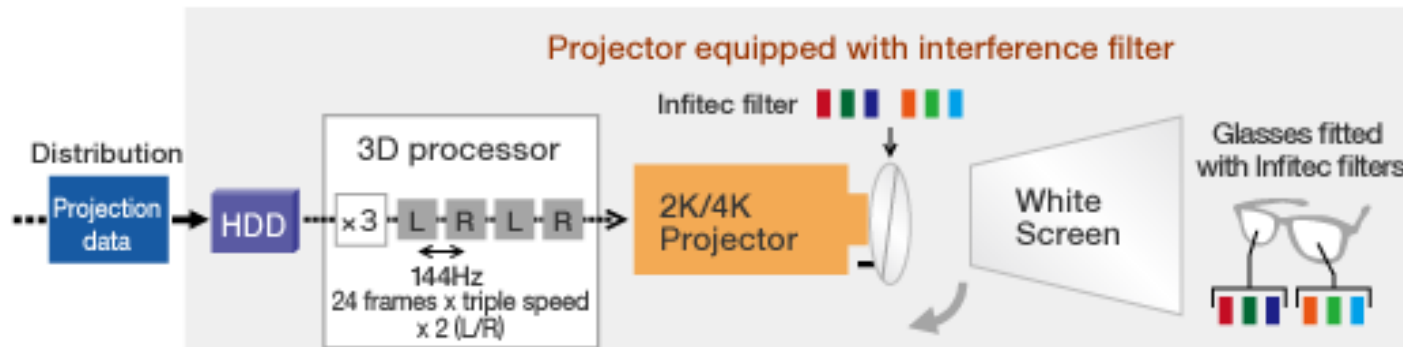 Projector equipped with interference filter
Infitec filter
Distribution
Projection
data
HDD
3D processor
×3
L
R
L
R
144Hz
24 frames x triple speed
x 2 (L/R)
2K/4K
Projector
White
Screen
Glasses fitted
with Infitec filters